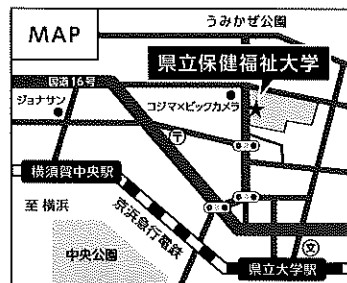 MAP
うみかぜ公園
県立保健福祉大学
国道16号
ジョナサン
コジマ×ビックカメラ
〒
横須賀中央駅
至 横浜
京浜急行電鉄
中央公園
文
県立大学駅